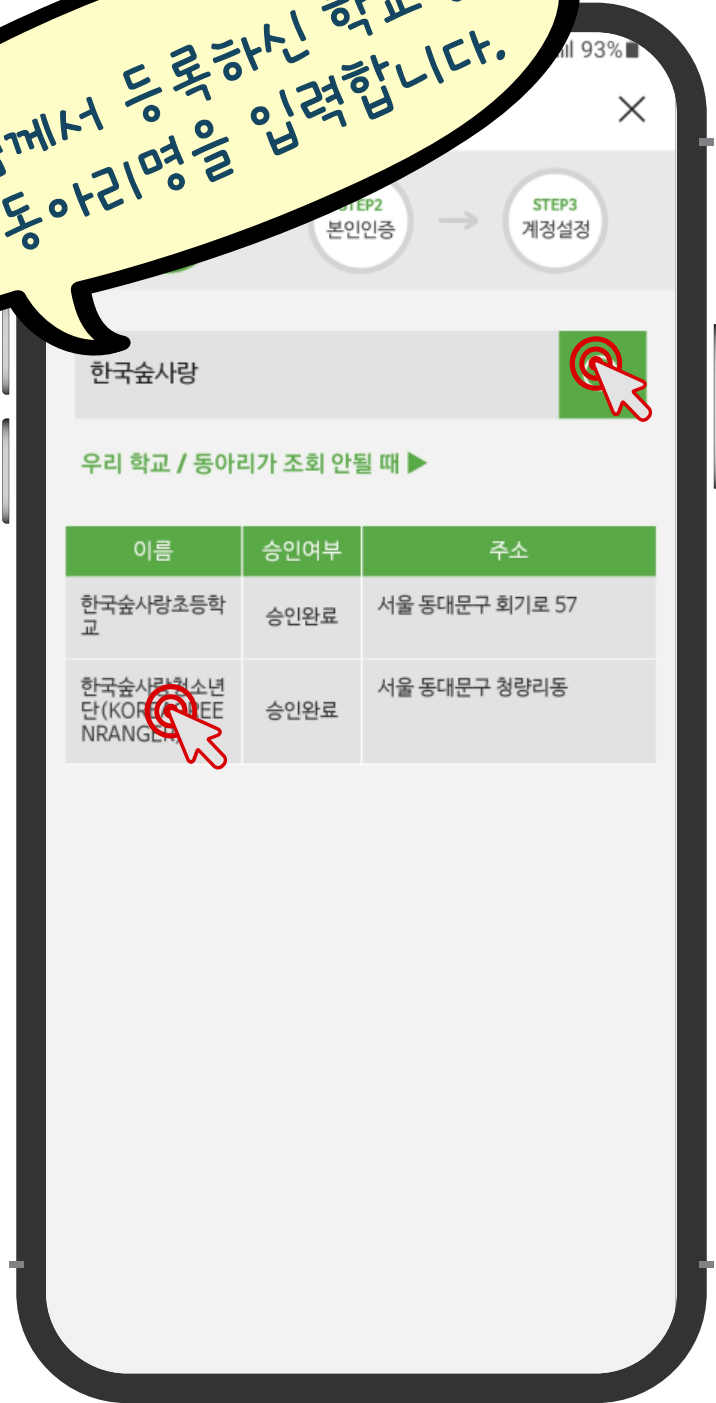 등록하신 학교
동아리명을 입력합니다.
93%
STEP3
본인인증
계정설정
한국숲사랑
우리 학교 / 동아리가 조회 안될 때 ▶
이름 승인여부 주소
한국숲사랑초등학
교
승인완료
서울 동대문구 회기로 57
한국숲사랑청소년
단(KOREAGREE
NRANGER)
승인완료
서울 동대문구 청량리동